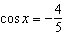 cos x = −4/5